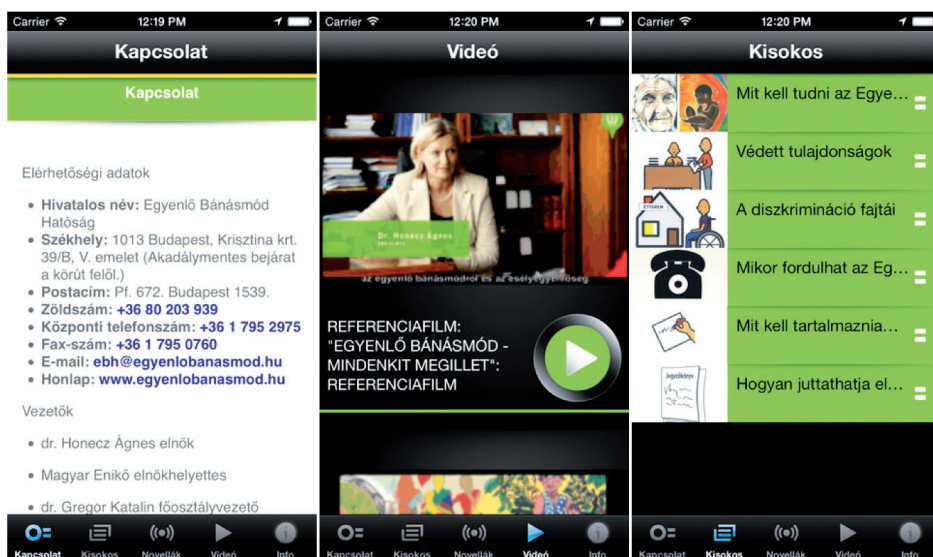 Carrier 12:19 PM
Kapcsolat
Kapcsolat
Elérhetőségi adatok
• Hivatalos név: Egyenlő Bánásmód
Hatóság
• Székhely: 1013 Budapest, Krisztina krt.
39/B, V. emelet (Akadálymentes bejárat
a körút felől.)
• Postacím: Pf. 672. Budapest 1539.
• Zöldszám: +36 80 203 939
• Központi telefonszám: +36 1 795 2975
• Fax-szám: +36 1 795 0760
• E-mail: ebh@egyenlobanasmod.hu
• Honlap: www.egyenlobanasmod.hu
Vezetők
• dr. Honecz Ágnes elnök
• Magyar Enikő elnökhelyettes
• dr. Gregor Katalin főosztályvezető
Kapcsolat Kisokos Novellák Videó Info
Carrier 12:20 PM
Videó
Dr. Honecz Ágnes
az egyenlő bánásmódról és az esélyegyenlőség
REFERENCIAFILM:
"EGYENLŐ BÁNÁSMÓD -
MINDENKIT MEGILLET":
REFERENCIAFILM
Kapcsolat Kisokos Novellák Videó Info
Carrier 12:20 PM
Kisokos
Mit kell tudni az Egye...
Védett tulajdonságok
ÉTTEREM
A diszkrimináció fajtái
Mikor fordulhat az Eg...
Mit kell tartalmaznia...
Jegyzőkönyv
Hogyan juttathatja el...
Kapcsolat Kisokos Novellák Videó Info